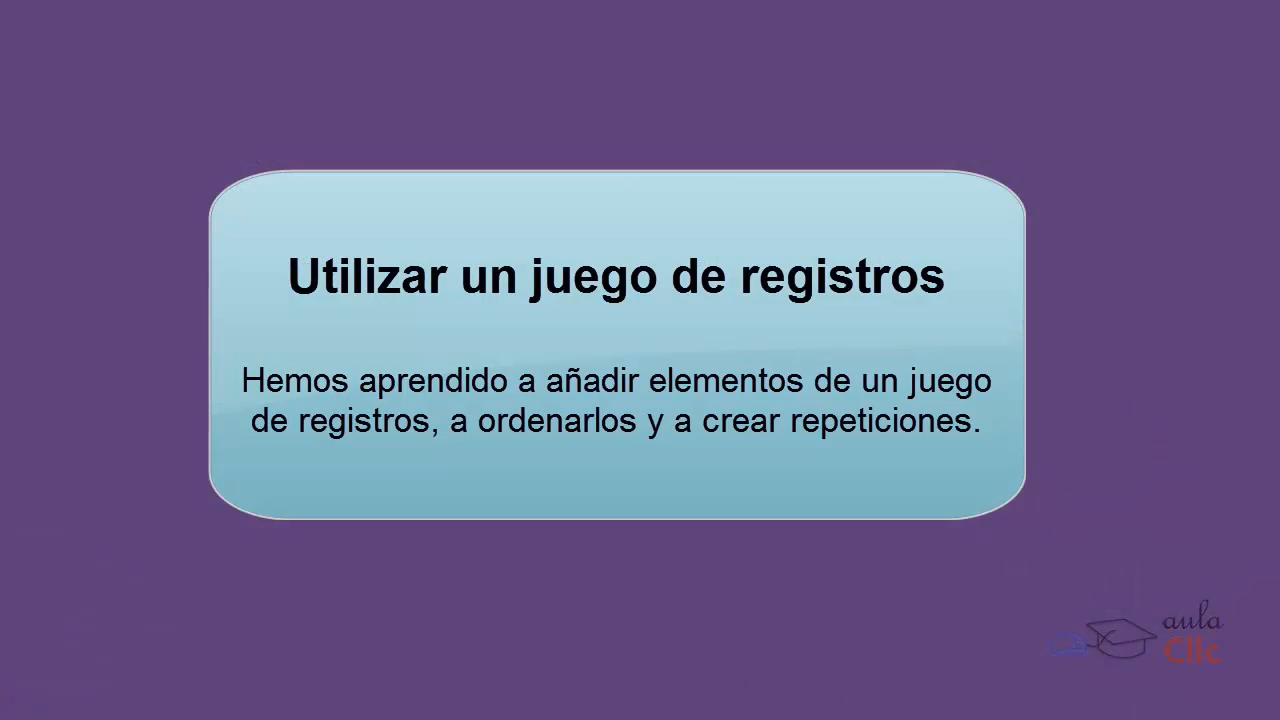 Utilizar un juego de registros
Hemos aprendido a añadir elementos de un juego
de registros, a ordenarlos y a crear repeticiones.
aula
Clic